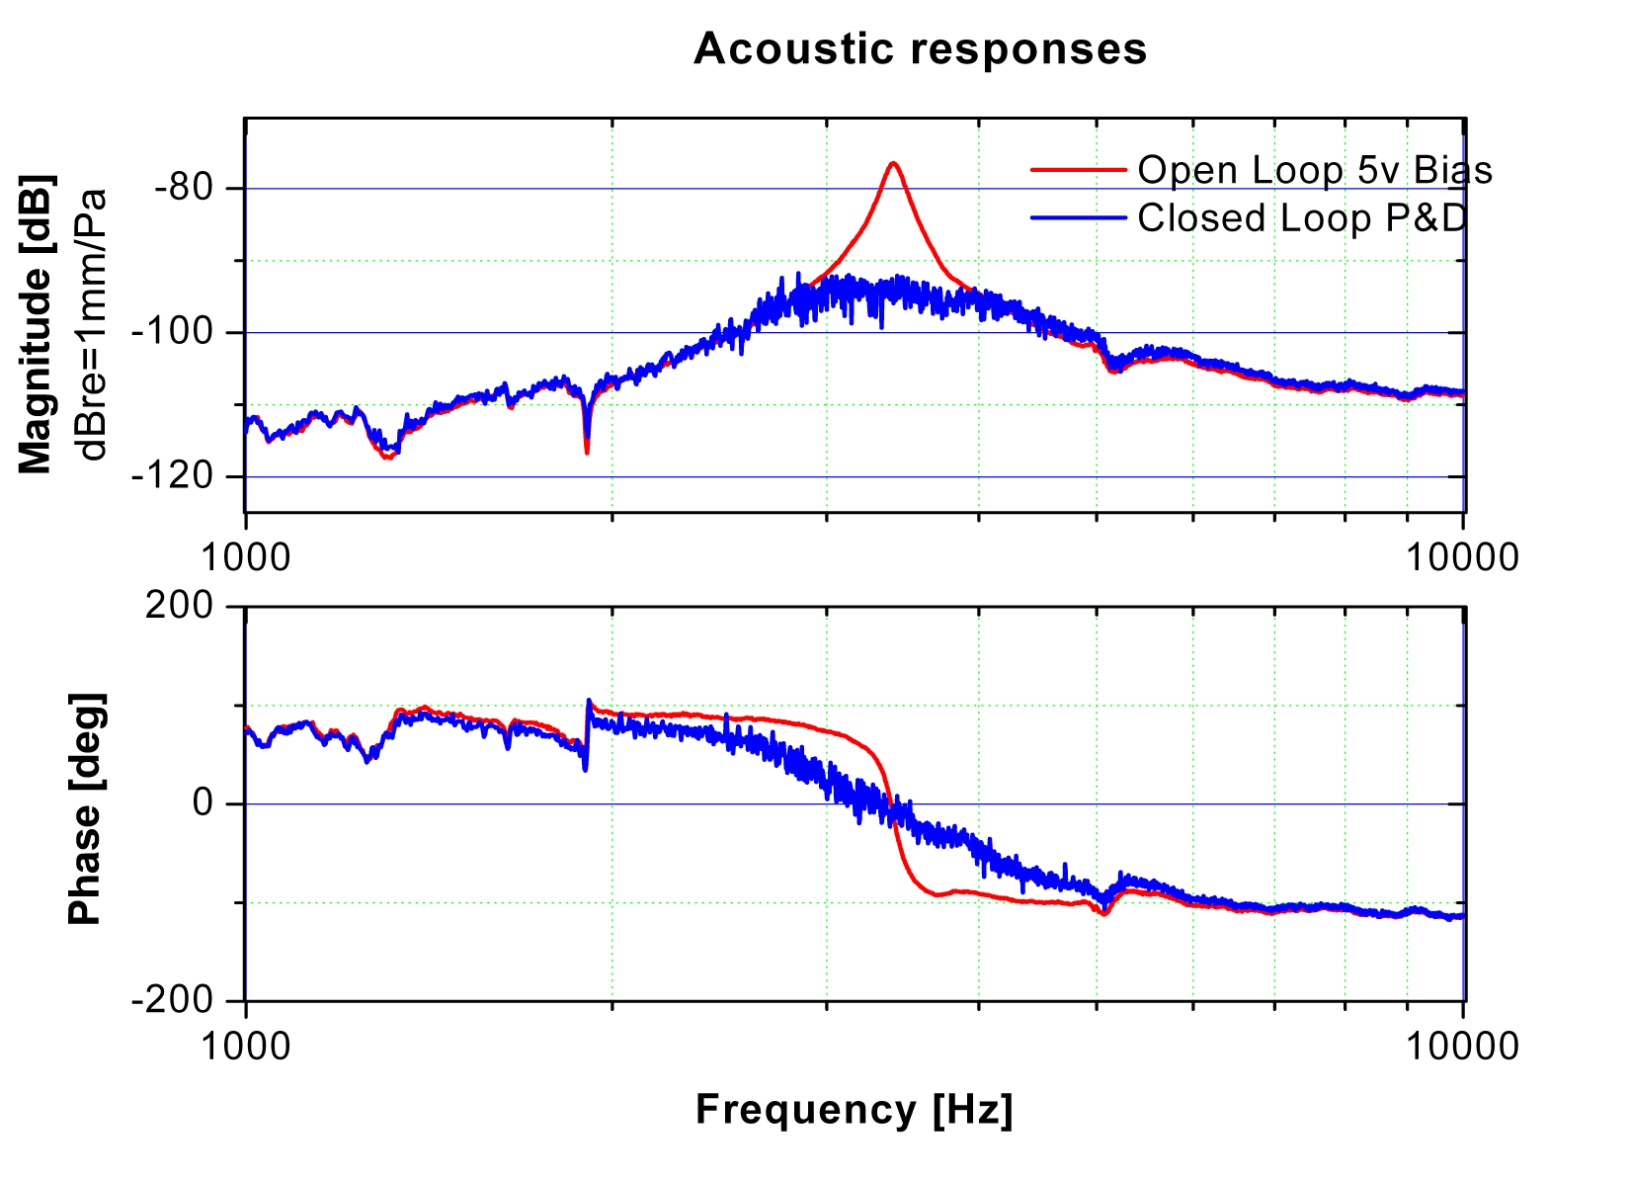 Acoustic responses
Magnitude [dB]
dBre=1mm/Pa
-80
-100
-120
Open Loop 5v Bias
Closed Loop P&D
1000
10000
Phase [deg]
200
0
-200
1000
10000
Frequency [Hz]